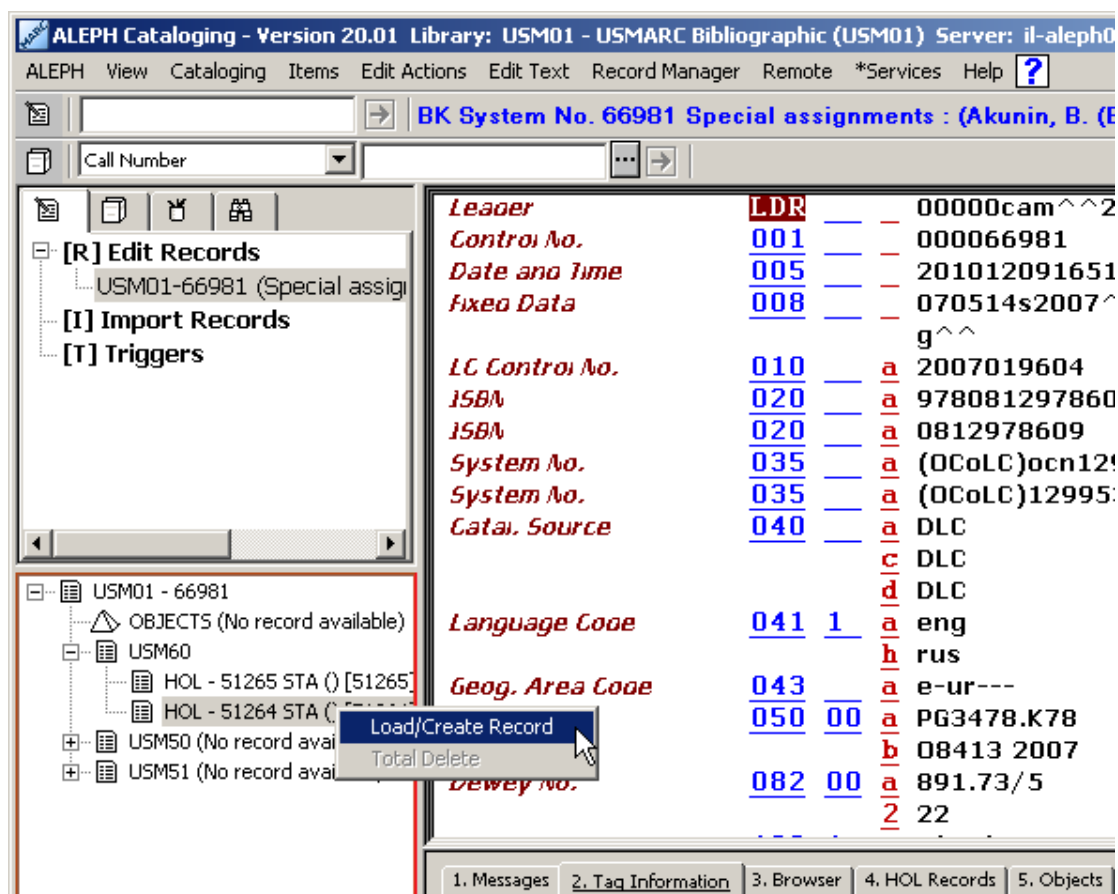 ALEPH Cataloging - Version 20.01 Library: USM01 - USMARC Bibliographic (USM01) Server: il-aleph0
ALEPH View Cataloging Items Edit Actions Edit Text Record Manager Remote *Services Help ?
BK System No. 66981 Special assignments : (Akunin, B. (B
Call Number ...
[R] Edit Records
USM01-66981 (Special assig
[I] Import Records
[T] Triggers
USM01 - 66981
OBJECTS (No record available)
USM60
HOL - 51265 STA () [51265]
HOL - 51264 STA (
USM50 (No record avai
USM51 (No record avai
Load/Create Record
Total Delete
Leader LDR 00000cam^^2
Control No. 001 000066981
Date and Time 005 201012091651
Fixed Data 008 070514s2007^
g^^
LC Control No. 010 a 2007019604
ISBN 020 a 978081297860
ISBN 020 a 0812978609
System No. 035 a (OCoLC)ocn129
System No. 035 a (OCoLC)12995
Catal. Source 040 a DLC
c DLC
d DLC
Language Code 041 1 a eng
h rus
Geog. Area Code 043 a e-ur---
050 00 a PG3478.K78
b O8413 2007
Dewey No. 082 00 a 891.73/5
2 22
1. Messages 2. Tag Information 3. Browser 4. HOL Records 5. Objects